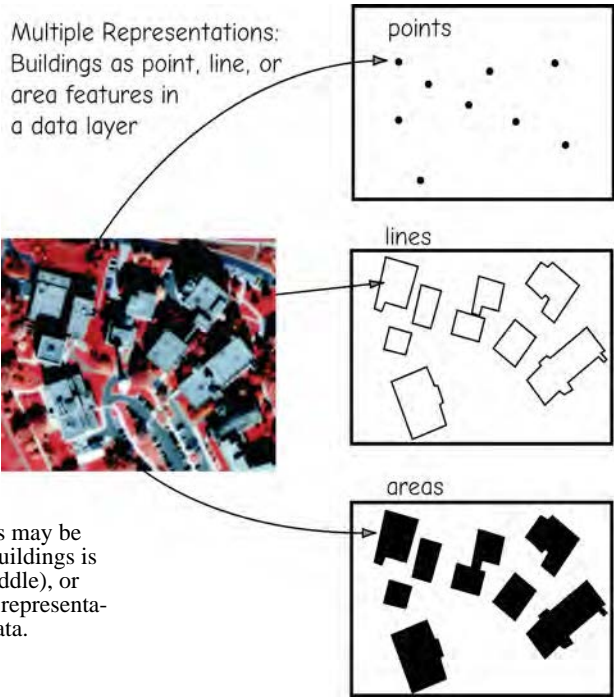 Multiple Representations:
Buildings as point, line, or
area features in
a data layer
points
lines
areas
s may be
uildings is
ddle), or
representa-
ata.